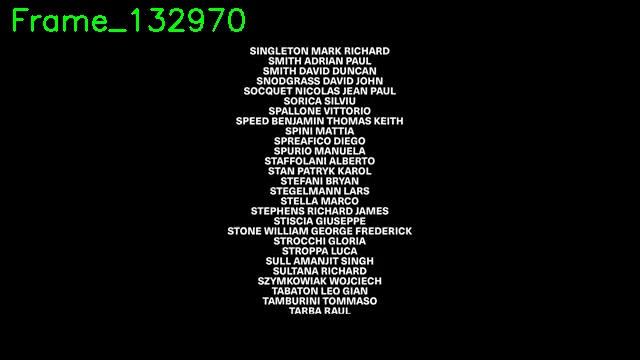 Frame_132970
SINGLETON MARK RICHARD
SMITH ADRIAN PAUL
SMITH DAVID DUNCAN
SNODGRASS DAVID JOHN
SOCQUET NICOLAS JEAN PAUL
SORICA SILVIU
SPALLONE VITTORIO
SPEED BENJAMIN THOMAS KEITH
SPINI MATTIA
SPREAFICO DIEGO
SPURIO MANUELA
STAFFOLANI ALBERTO
STAN PATRYK KAROL
STEFANI BRYAN
STEGELMANN LARS
STELLA MARCO
STEPHENS RICHARD JAMES
STISCIA GIUSEPPE
STONE WILLIAM GEORGE FREDERICK
STROCCHI GLORIA
STROPPA LUCA
SULL AMANJIT SINGH
SULTANA RICHARD
SZYMKOWIAK WOJCIECH
TABATON LEO GIAN
TAMBURINI TOMMASO
TARBA RAUL